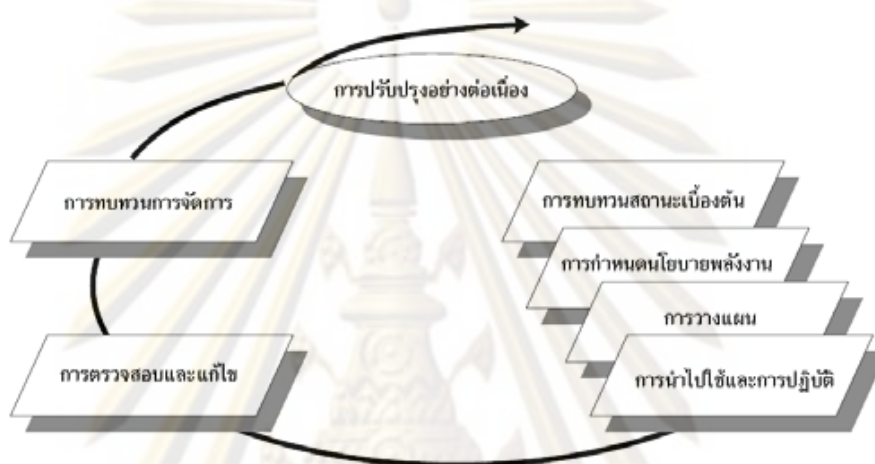 การปรับปรุงอย่างต่อเนื่อง
การทบทวนการจัดการ
การทบทวนสถานะเบื้องต้น
การกำหนดนโยบายพลังงาน
การวางแผน
การตรวจสอบและแก้ไข
การนำไปใช้และการปฏิบัติ